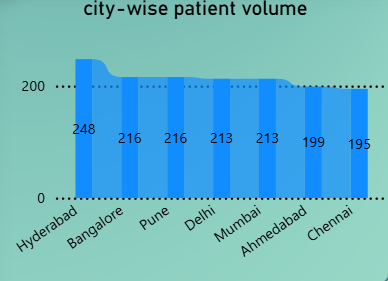 city-wise patient volume
200
248
216
216
213
213
199
195
0
Hyderabad
Bangalore
Pune
Delhi
Mumbai
Ahmedabad
Chennai